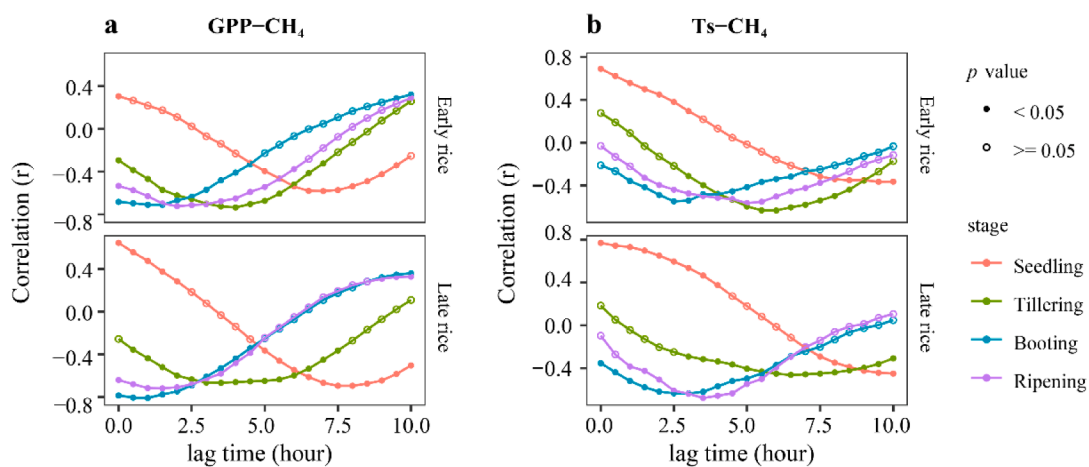 a GPP−CH4
b Ts−CH4
Correlation (r)
0.4
0.0
−0.4
−0.8
Early rice
0.4
0.0
−0.4
−0.8
Late rice
0.0 2.5 5.0 7.5 10.0
lag time (hour)
Correlation (r)
0.8
0.4
0.0
−0.4
Early rice
0.8
0.4
0.0
−0.4
Late rice
0.0 2.5 5.0 7.5 10.0
lag time (hour)
p value
< 0.05
>= 0.05
stage
Seedling
Tillering
Booting
Ripening